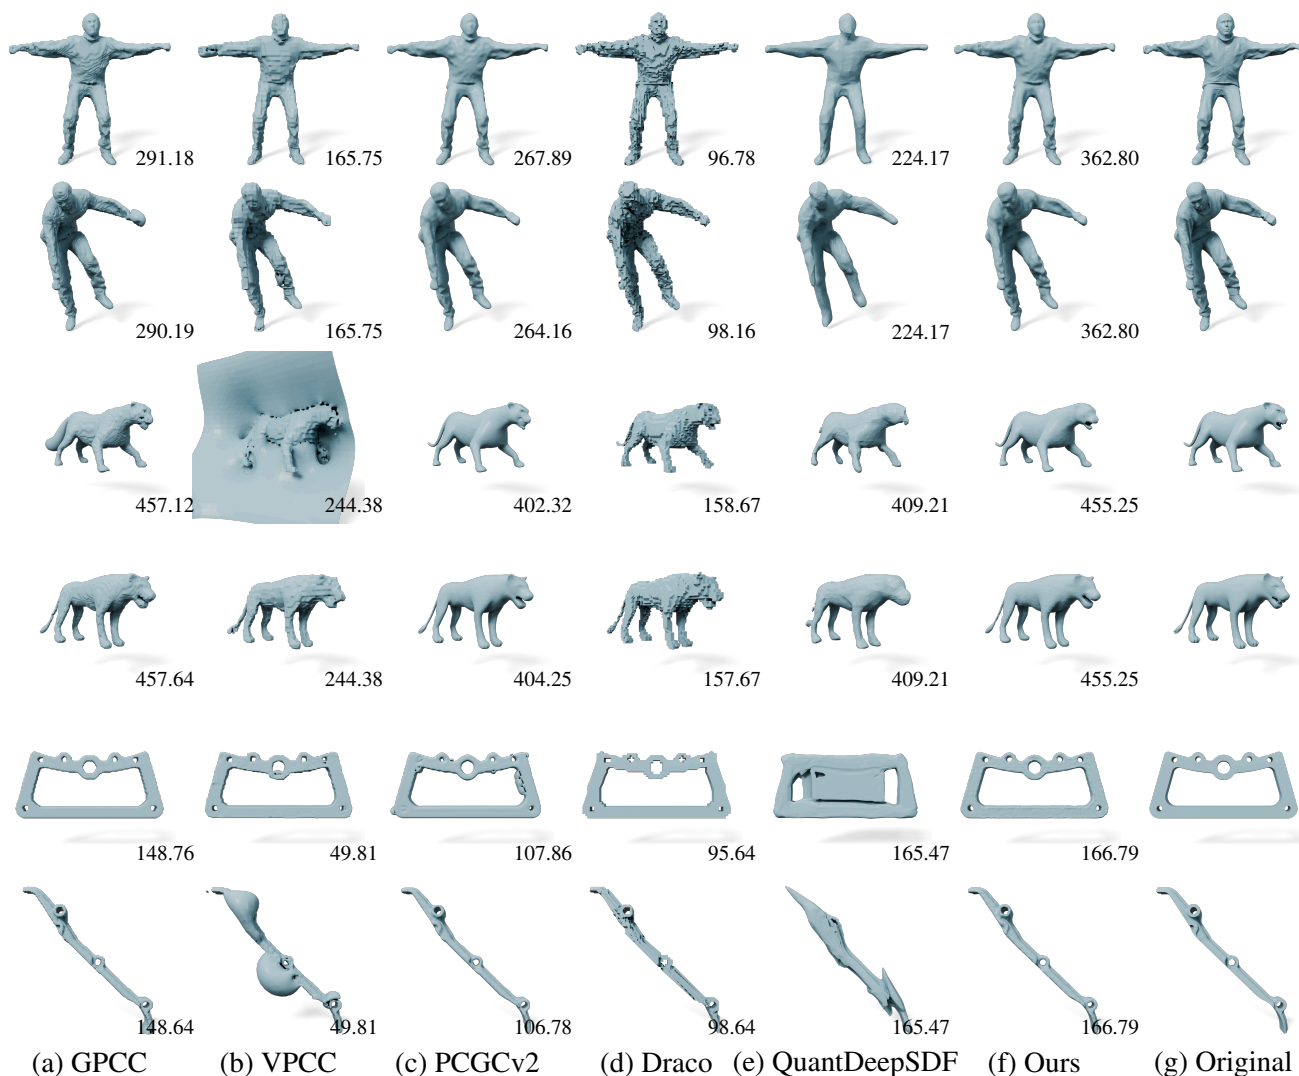 291.18 165.75 267.89 96.78 224.17 362.80
290.19 165.75 264.16 98.16 224.17 362.80
457.12 244.38 402.32 158.67 409.21 455.25
457.64 244.38 404.25 157.67 409.21 455.25
148.76 49.81 107.86 95.64 165.47 166.79
148.64 49.81 106.78 98.64 165.47 166.79
(a) GPCC (b) VPCC (c) PCGCv2 (d) Draco (e) QuantDeepSDF (f) Ours (g) Original